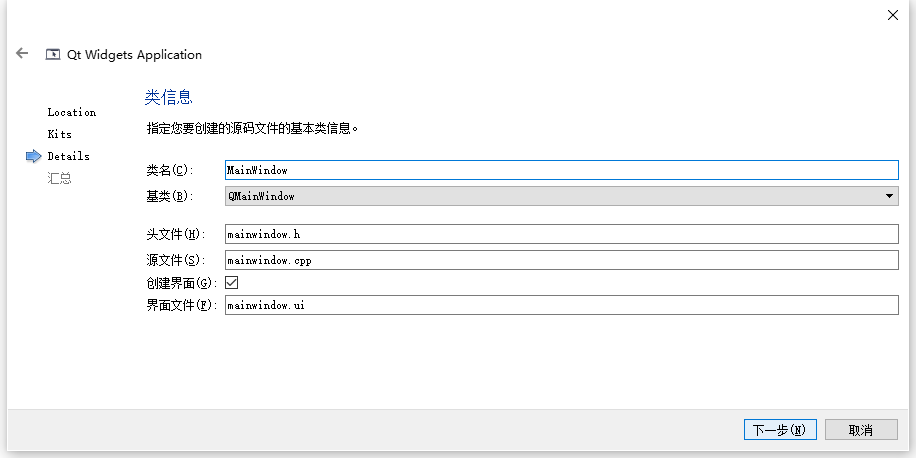 Qt Widgets Application
Location
Kits
Details
汇总
类信息
指定您要创建的源码文件的基本类信息。
类名(C): MainWindow
基类(B): QMainWindow
头文件(H): mainwindow.h
源文件(S): mainwindow.cpp
创建界面(G):
界面文件(F): mainwindow.ui
下一步(N) 取消